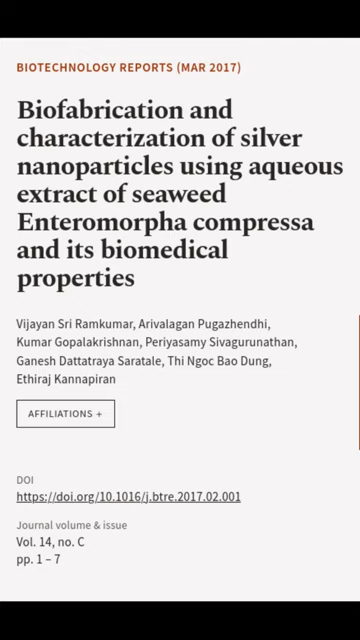 BIOTECHNOLOGY REPORTS (MAR 2017)
Biofabrication and
characterization of silver
nanoparticles using aqueous
extract of seaweed
Enteromorpha compressa
and its biomedical
properties
Vijayan Sri Ramkumar, Arivalagan Pugazhendhi,
Kumar Gopalakrishnan, Periyasamy Sivagurunathan,
Ganesh Dattatraya Saratale, Thi Ngoc Bao Dung,
Ethiraj Kannapiran
AFFILIATIONS +
DOI
https://doi.org/10.1016/j.btre.2017.02.001
Journal volume & issue
Vol. 14, no. C
pp. 1 – 7